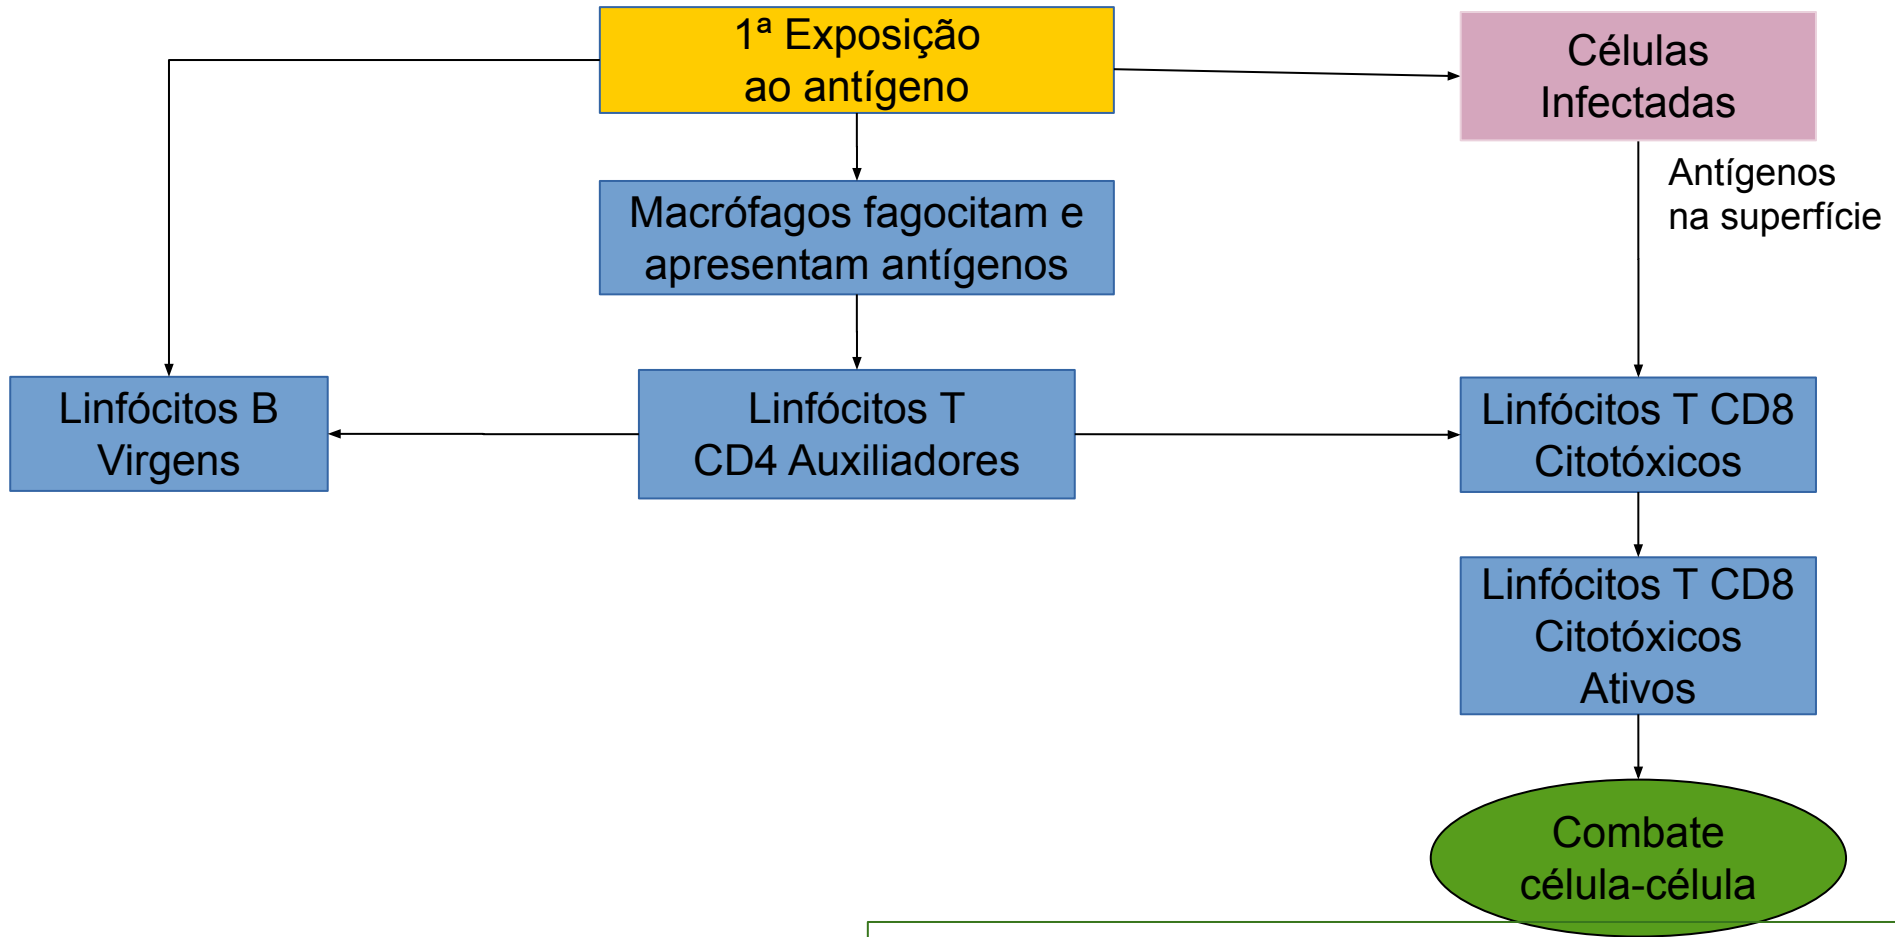 1ª Exposição
ao antígeno
Células
Infectadas
Antígenos
na superfície
Macrófagos fagocitam e
apresentam antígenos
Linfócitos B
Virgens
Linfócitos T
CD4 Auxiliadores
Linfócitos T CD8
Citotóxicos
Linfócitos T CD8
Citotóxicos
Ativos
Combate
célula-célula